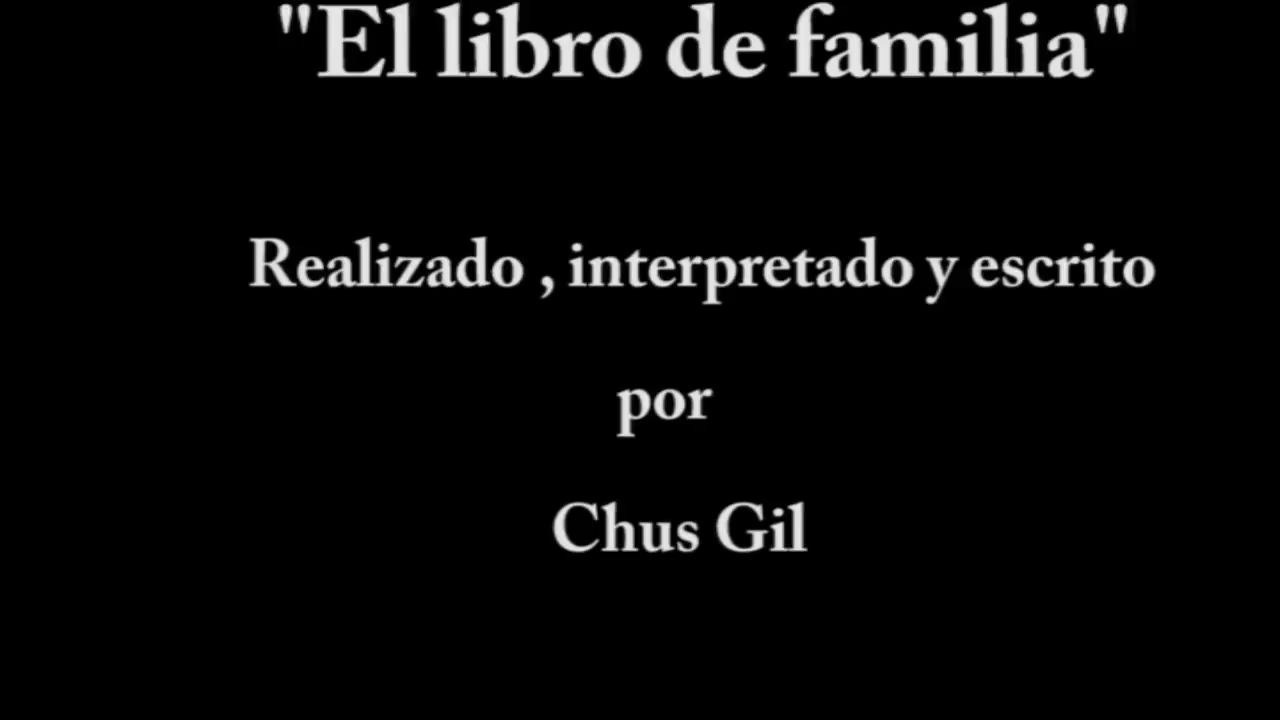 "El libro de familia"
Realizado , interpretado y escrito
por
Chus Gil